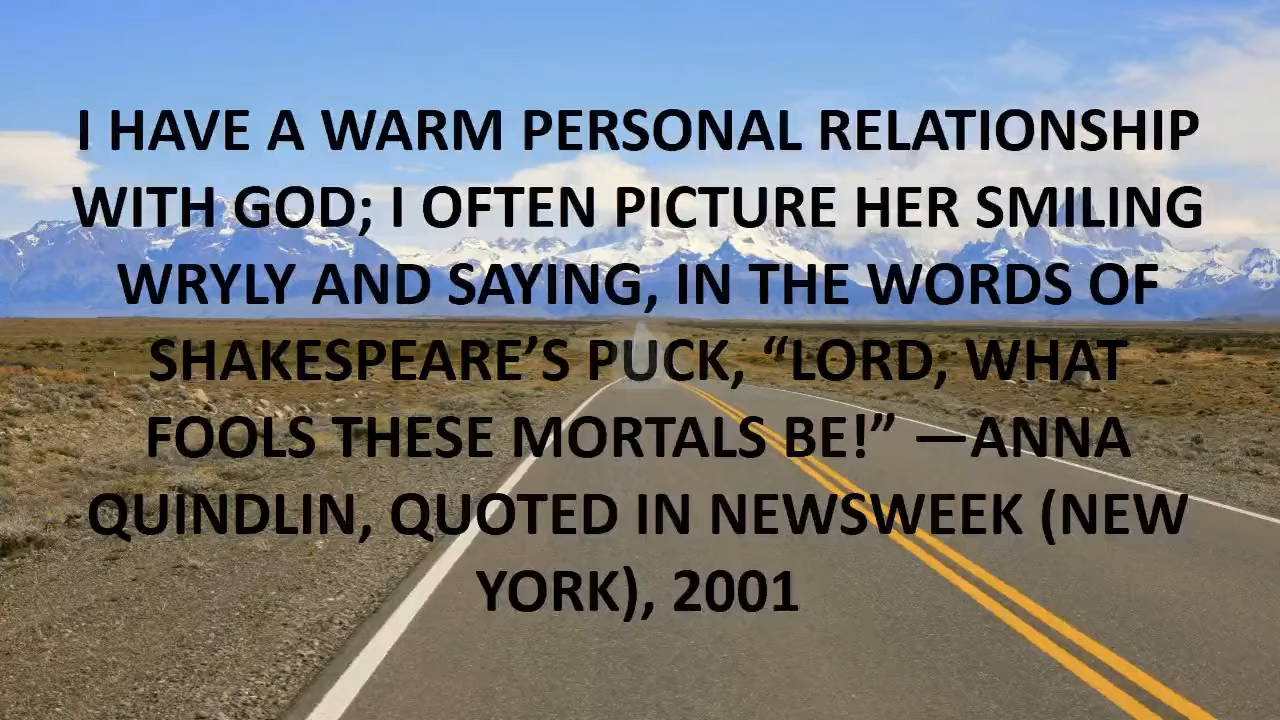 I HAVE A WARM PERSONAL RELATIONSHIP
WITH GOD; I OFTEN PICTURE HER SMILING
WRYLY AND SAYING, IN THE WORDS OF
SHAKESPEARE’S PUCK, “LORD, WHAT
FOOLS THESE MORTALS BE!” —ANNA
QUINDLIN, QUOTED IN NEWSWEEK (NEW
YORK), 2001